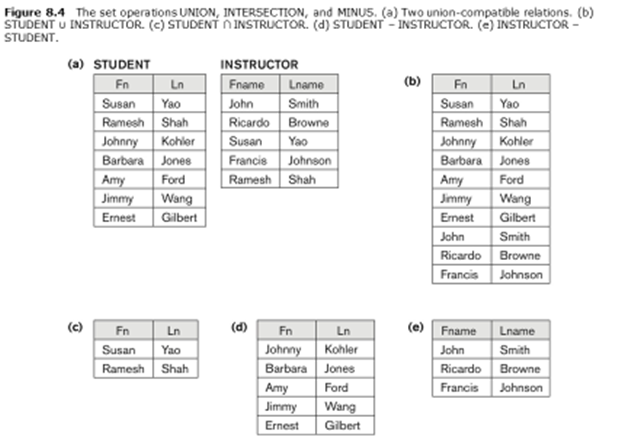 Figure 8.4 The set operations UNION, INTERSECTION, and MINUS. (a) Two union-compatible relations. (b)
STUDENT ∪ INSTRUCTOR. (c) STUDENT ∩ INSTRUCTOR. (d) STUDENT − INSTRUCTOR. (e) INSTRUCTOR −
STUDENT.
(a) STUDENT
Fn Ln
Susan Yao
Ramesh Shah
Johnny Kohler
Barbara Jones
Amy Ford
Jimmy Wang
Ernest Gilbert
INSTRUCTOR
Fname Lname
John Smith
Ricardo Browne
Susan Yao
Francis Johnson
Ramesh Shah
(b)
Fn Ln
Susan Yao
Ramesh Shah
Johnny Kohler
Barbara Jones
Amy Ford
Jimmy Wang
Ernest Gilbert
John Smith
Ricardo Browne
Francis Johnson
(c)
Fn Ln
Susan Yao
Ramesh Shah
(d)
Fn Ln
Johnny Kohler
Barbara Jones
Amy Ford
Jimmy Wang
Ernest Gilbert
(e)
Fname Lname
John Smith
Ricardo Browne
Francis Johnson